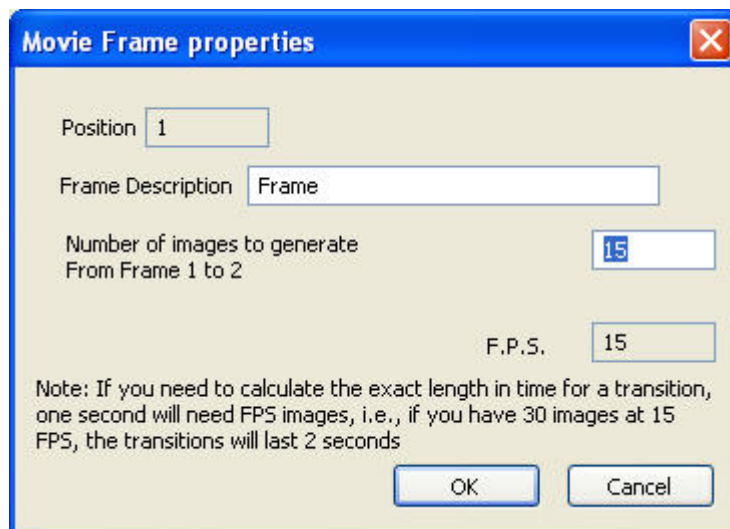 Movie Frame properties
Position 1
Frame Description Frame
Number of images to generate
From Frame 1 to 2
15
F.P.S. 15
Note: If you need to calculate the exact length in time for a transition,
one second will need FPS images, i.e., if you have 30 images at 15
FPS, the transitions will last 2 seconds
OK Cancel